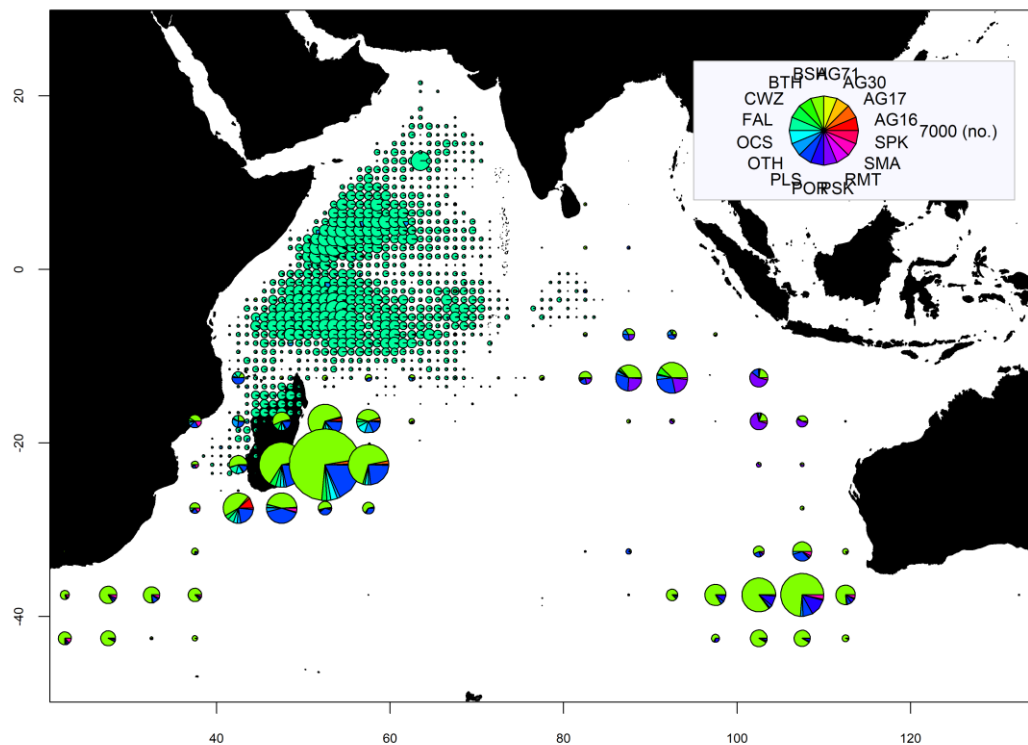 BSH AG71
BTH AG30
CWZ AG17
FAL AG16
7000 (no.)
OCS SPK
OTH SMA
PLS RMT
POR PSK
20
0
-20
-40
40 60 80 100 120